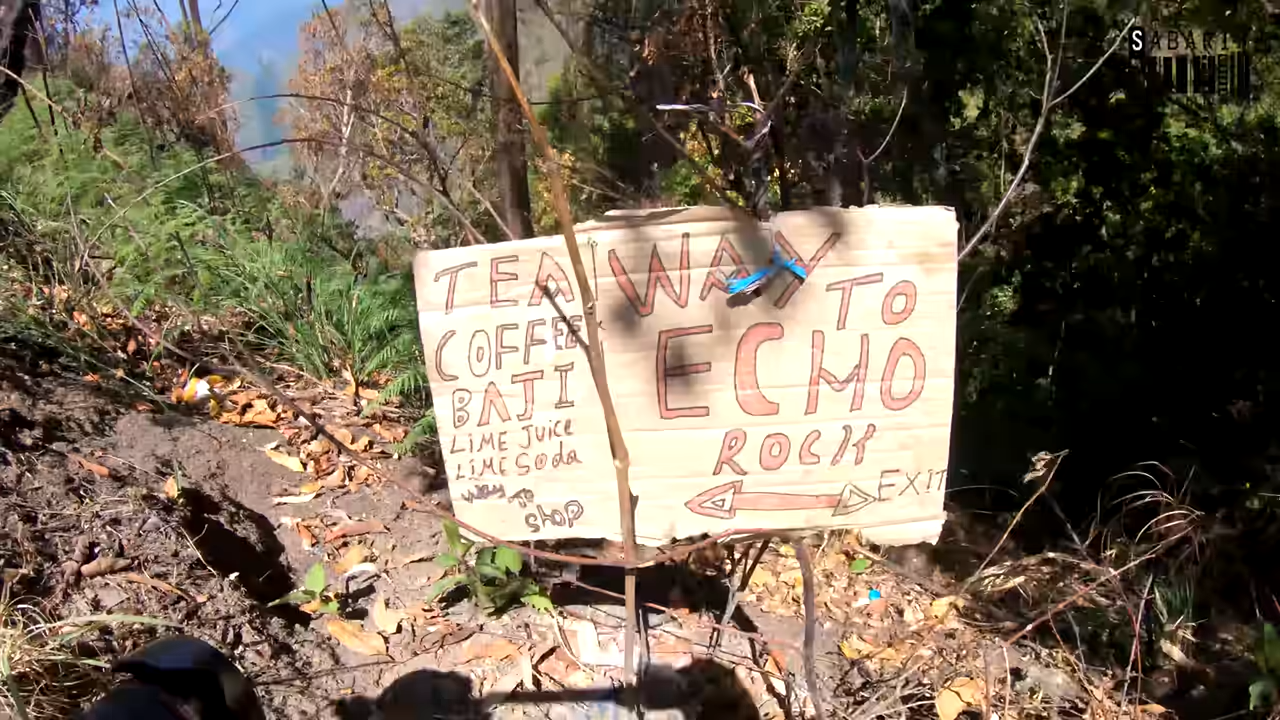 TEA
COFFEE
BAJI
LIME JUICE
LIME SODA
WAY TO
SHOP
WAY
TO
ECHO
ROCK
EXIT
SABARI